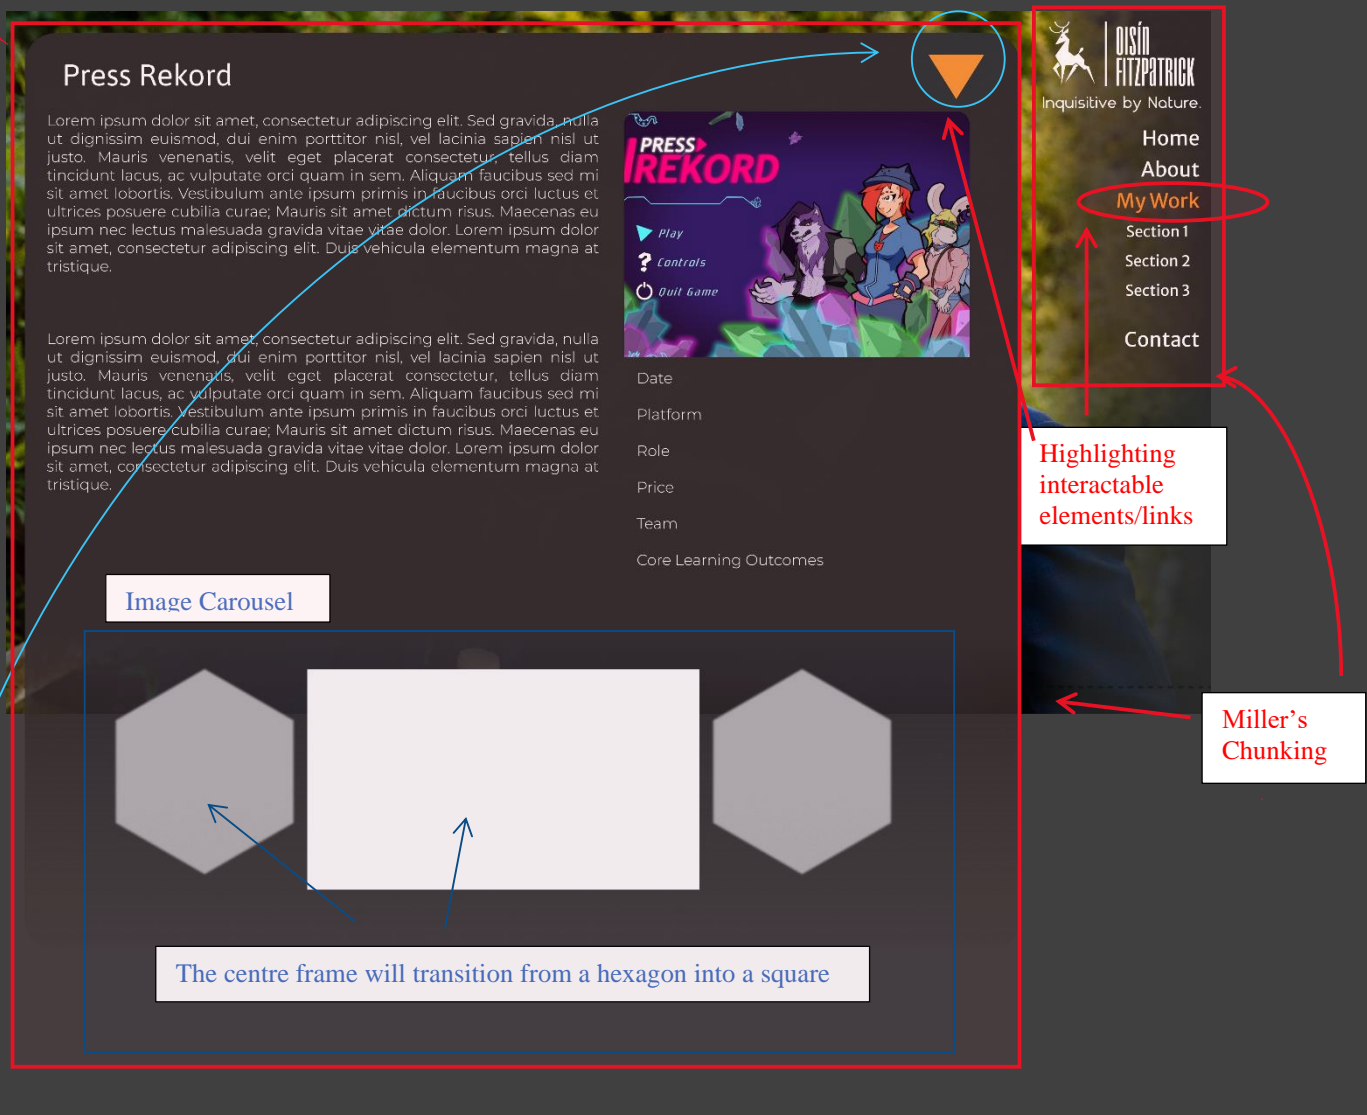 Press Rekord
Lorem ipsum dolor sit amet, consectetur adipiscing elit. Sed gravida, nulla
ut dignissim euismod, dui enim porttitor nisl, vel lacinia sapien nisl ut
justo. Mauris venenatis, velit eget placerat consectetur, tellus diam
tincidunt lacus, ac vulputate orci quam in sem. Aliquam faucibus sed mi
sit amet lobortis. Vestibulum ante ipsum primis in faucibus orci luctus et
ultrices posuere cubilia curae; Mauris sit amet dictum risus. Maecenas eu
ipsum nec lectus malesuada gravida vitae vitae dolor. Lorem ipsum dolor
sit amet, consectetur adipiscing elit. Duis vehicula elementum magna at
tristique.
Lorem ipsum dolor sit amet, consectetur adipiscing elit. Sed gravida, nulla
ut dignissim euismod, dui enim porttitor nisl, vel lacinia sapien nisl ut
justo. Mauris venenatis, velit eget placerat consectetur, tellus diam
tincidunt lacus, ac vulputate orci quam in sem. Aliquam faucibus sed mi
sit amet lobortis. Vestibulum ante ipsum primis in faucibus orci luctus et
ultrices posuere cubilia curae; Mauris sit amet dictum risus. Maecenas eu
ipsum nec lectus malesuada gravida vitae vitae dolor. Lorem ipsum dolor
sit amet, consectetur adipiscing elit. Duis vehicula elementum magna at
tristique.
PRESS
REKORD
Play
Controls
Quit Game
Date
Platform
Role
Price
Team
Core Learning Outcomes
Image Carousel
The centre frame will transition from a hexagon into a square
OISÍN
FITZPATRICK
Inquisitive by Nature.
Home
About
My Work
Section 1
Section 2
Section 3
Contact
Highlighting
interactable
elements/links
Miller's
Chunking